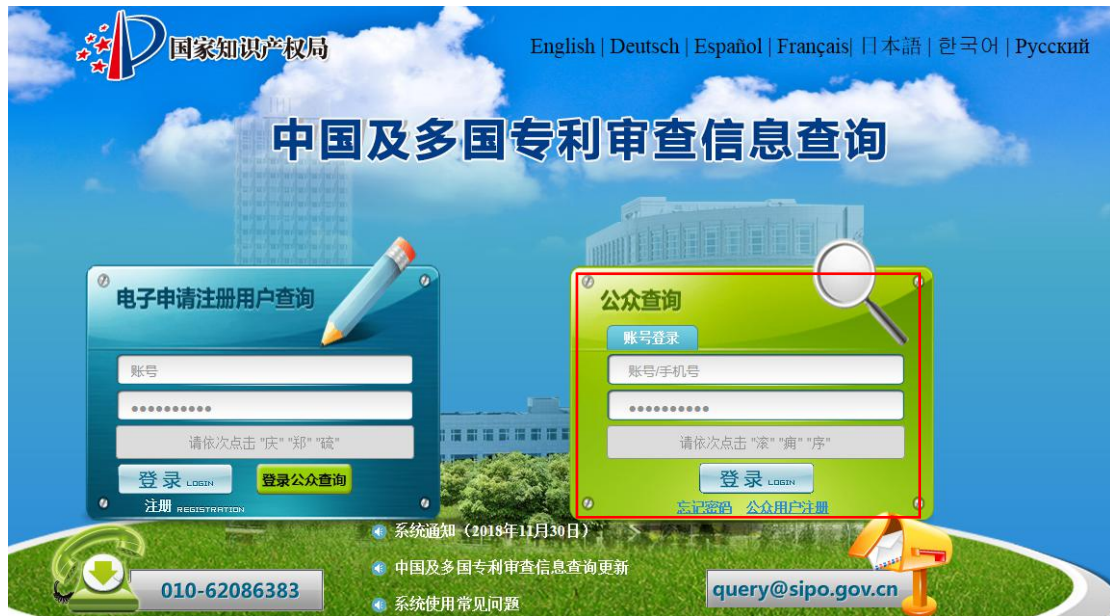 国家知识产权局
English | Deutsch | Español | Français| 日本語 | 한국어 | Русский
中国及多国专利审查信息查询
电子申请注册用户查询
账号
请依次点击 "庆" "郑" "硫"
登录 LOGIN
登录公众查询
注册 REGISTRATION
公众查询
账号登录
账号/手机号
请依次点击 "滚" "痈" "序"
登录 LOGIN
忘记密码 公众用户注册
系统通知（2018年11月30日）
中国及多国专利审查信息查询更新
系统使用常见问题
010-62086383
query@sipo.gov.cn